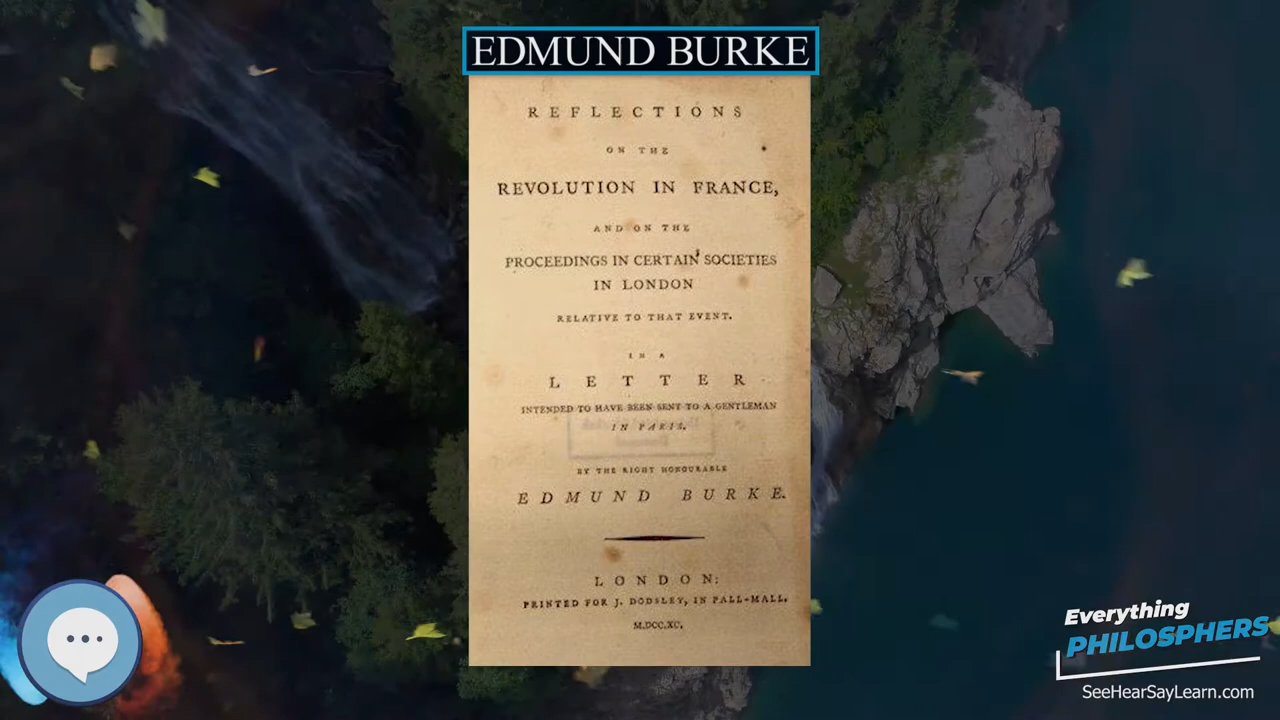 EDMUND BURKE
REFLECTIONS
ON THE
REVOLUTION IN FRANCE,
AND ON THE
PROCEEDINGS IN CERTAIN SOCIETIES
IN LONDON
RELATIVE TO THAT EVENT.
IN A
LETTER
INTENDED TO HAVE BEEN SENT TO A GENTLEMAN
IN PARIS.
BY THE RIGHT HONOURABLE
EDMUND BURKE.
LONDON:
PRINTED FOR J. DODSLEY, IN PALL-MALL.
M.DCC.XC.
Everything
PHILOSPHERS
SeeHearSayLearn.com